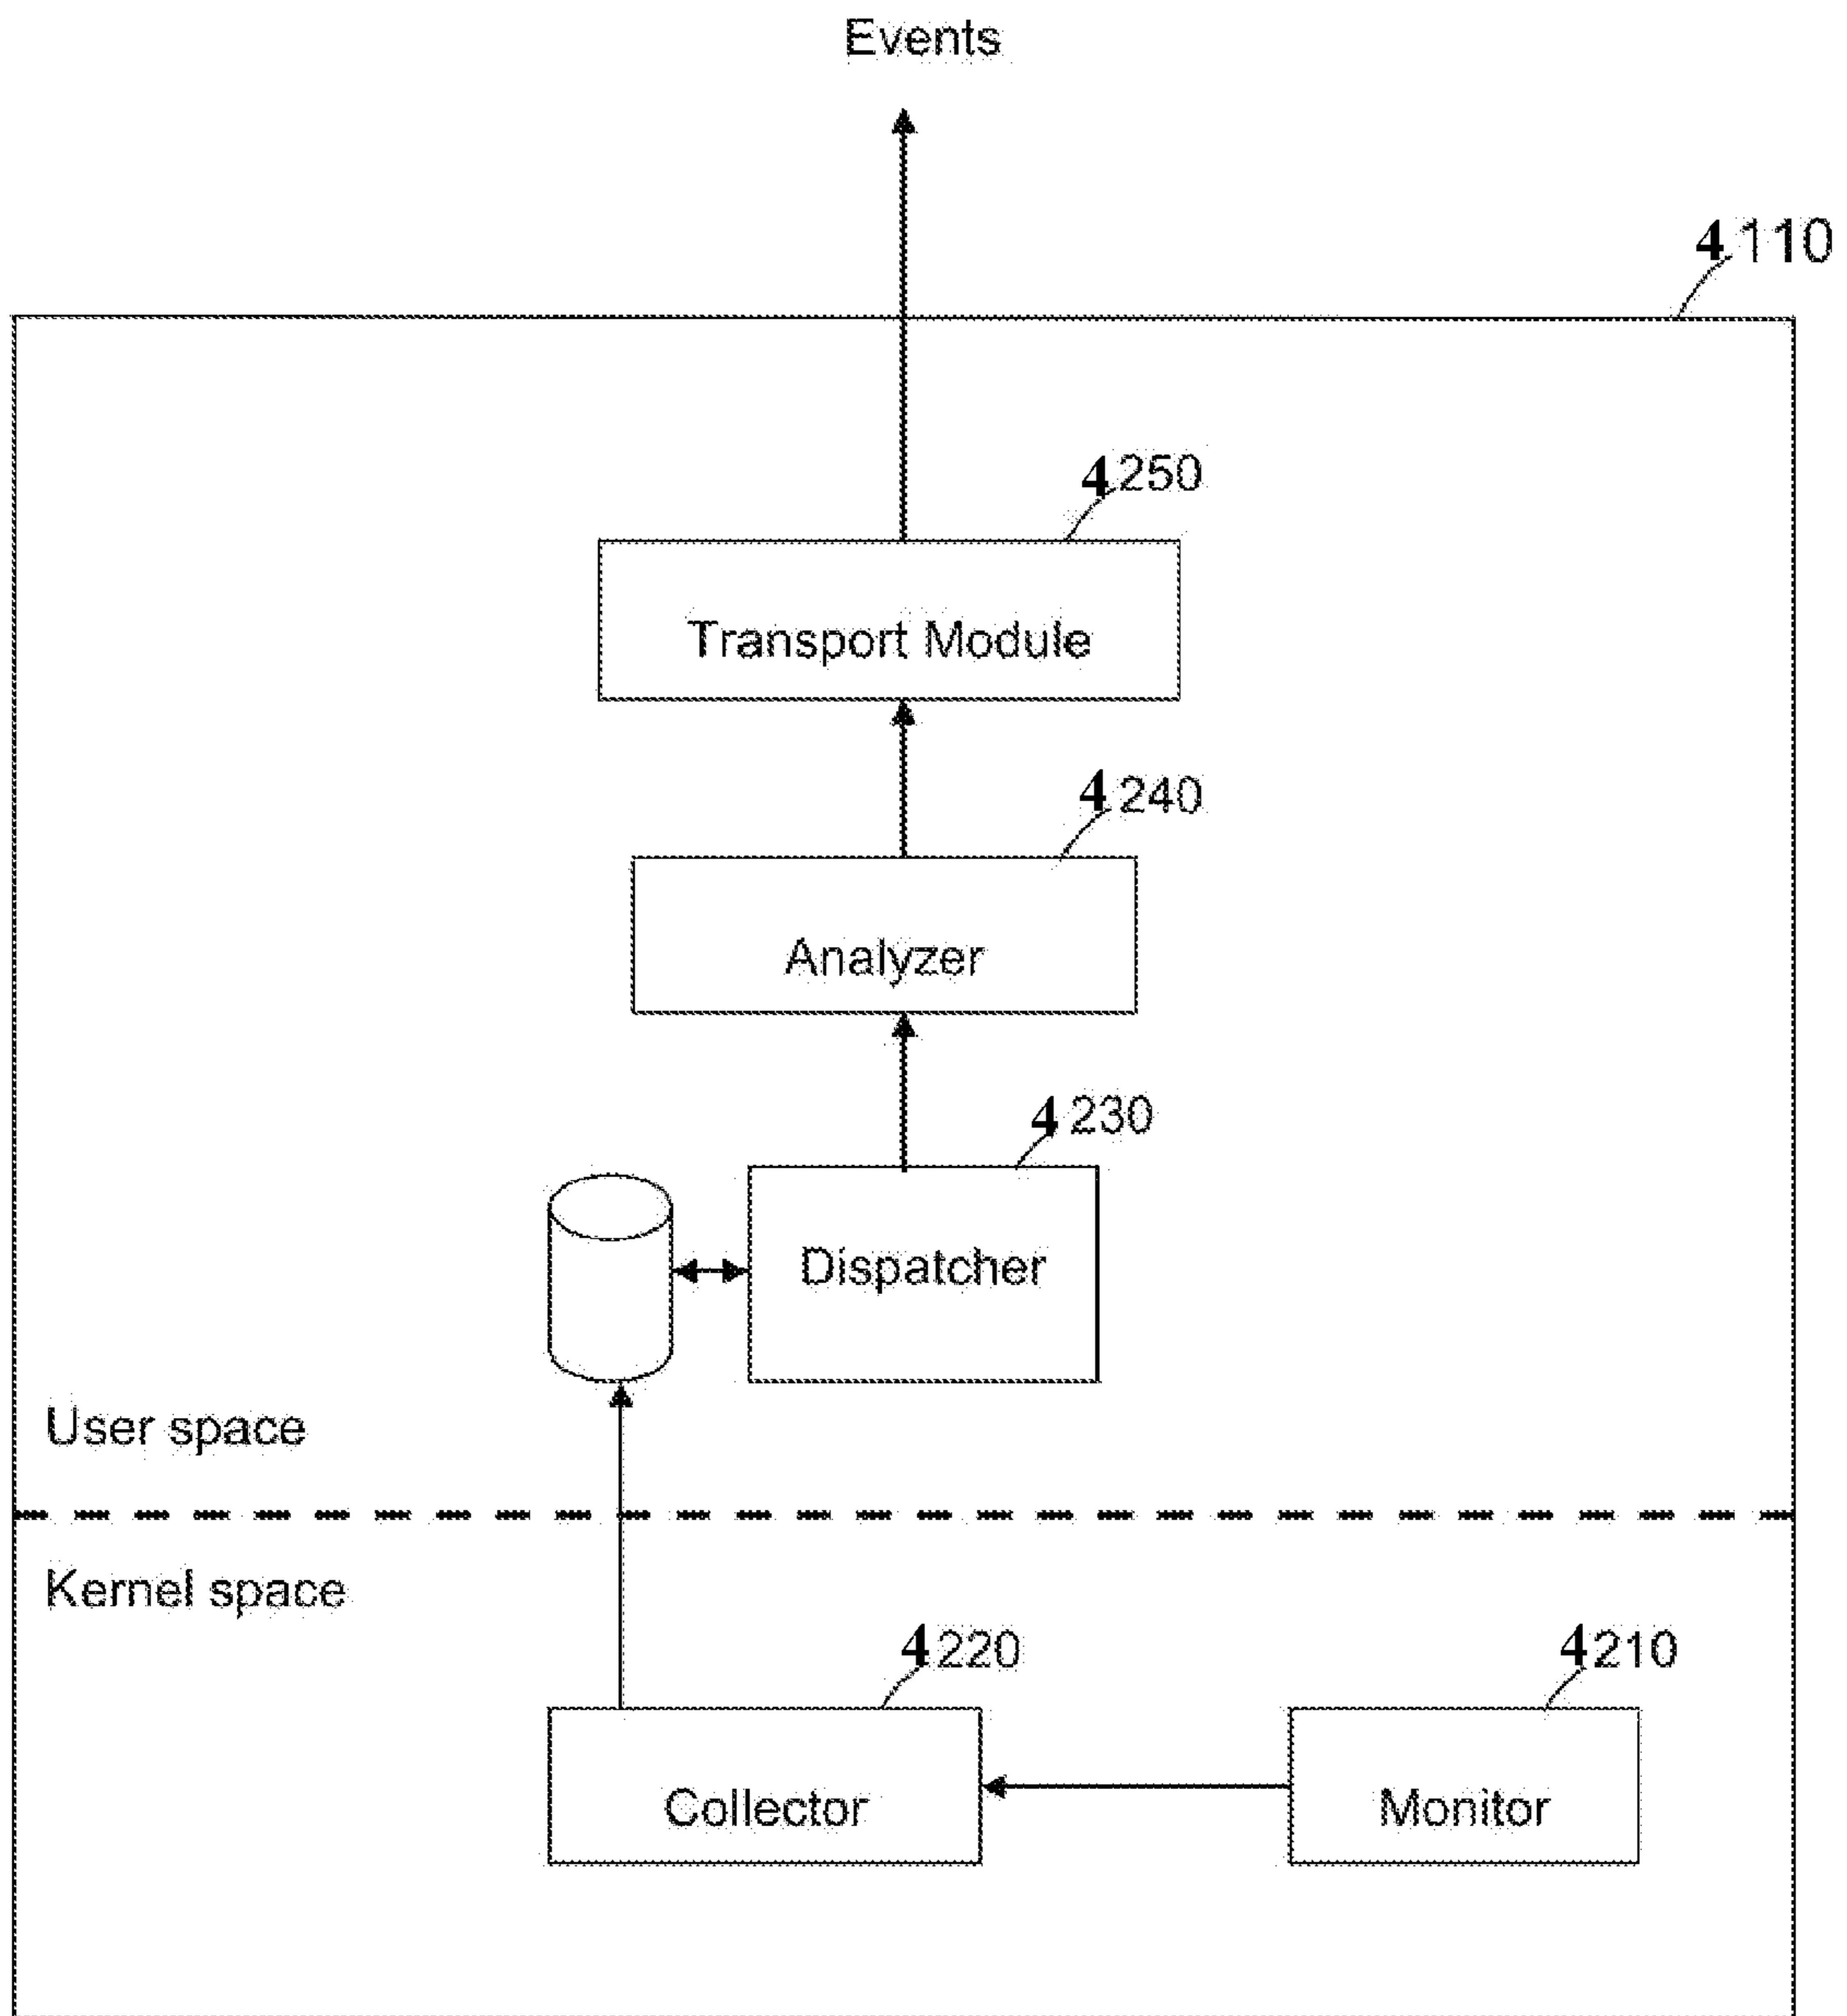 Events
4110
4250
Transport Module
4240
Analyzer
4230
Dispatcher
User space
Kernel space
4220
4210
Collector
Monitor